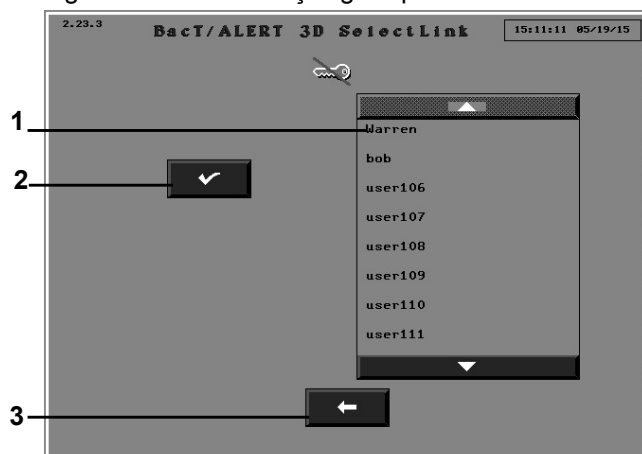 2.23.3
BacT/ALERT 3D SelectLink
15:11:11 05/19/15
1
Warren
bob
2
user106
user107
user108
user109
user110
user111
3